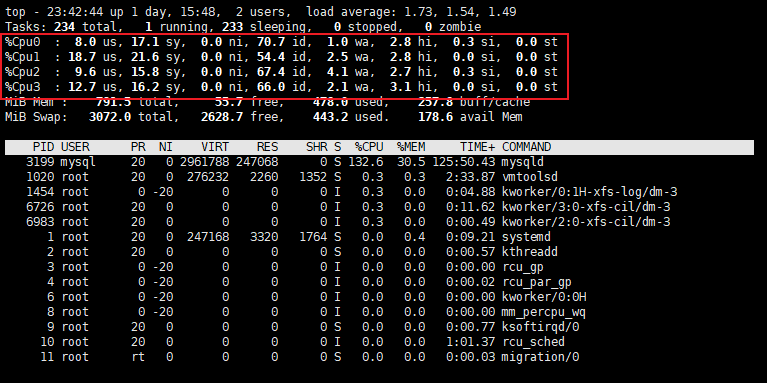 top - 23:42:44 up 1 day, 15:48,  2 users,  load average: 1.73, 1.54, 1.49
Tasks: 234 total,   1 running, 233 sleeping,   0 stopped,   0 zombie
%Cpu0  :  8.0 us, 17.1 sy,  0.0 ni, 70.7 id,  1.0 wa,  2.8 hi,  0.3 si,  0.0 st
%Cpu1  : 18.7 us, 21.6 sy,  0.0 ni, 54.4 id,  2.5 wa,  2.8 hi,  0.0 si,  0.0 st
%Cpu2  :  9.6 us, 15.8 sy,  0.0 ni, 67.4 id,  4.1 wa,  2.7 hi,  0.3 si,  0.0 st
%Cpu3  : 12.7 us, 16.2 sy,  0.0 ni, 66.0 id,  2.1 wa,  3.1 hi,  0.0 si,  0.0 st
MiB Mem :    791.5 total,     55.7 free,    478.0 used,    257.8 buff/cache
MiB Swap:   3072.0 total,   2628.7 free,    443.2 used.    178.6 avail Mem
PID USER      PR  NI    VIRT    RES    SHR S  %CPU  %MEM     TIME+ COMMAND
3199 mysql     20   0 2961788 247068      0 S 132.6  30.5 125:50.43 mysqld
1020 root      20   0  276232   2260   1352 S   0.3   0.3   2:33.87 vmtoolsd
1454 root       0 -20       0      0      0 I   0.3   0.0   0:04.88 kworker/0:1H-xfs-log/dm-3
6726 root      20   0       0      0      0 I   0.3   0.0   0:11.62 kworker/3:0-xfs-cil/dm-3
6983 root      20   0       0      0      0 I   0.3   0.0   0:00.49 kworker/2:0-xfs-cil/dm-3
1 root      20   0  247168   3320   1764 S   0.0   0.4   0:09.21 systemd
2 root      20   0       0      0      0 S   0.0   0.0   0:00.57 kthreadd
3 root       0 -20       0      0      0 I   0.0   0.0   0:00.00 rcu_gp
4 root       0 -20       0      0      0 I   0.0   0.0   0:00.02 rcu_par_gp
6 root       0 -20       0      0      0 I   0.0   0.0   0:00.00 kworker/0:0H
8 root       0 -20       0      0      0 I   0.0   0.0   0:00.00 mm_percpu_wq
9 root      20   0       0      0      0 S   0.0   0.0   0:00.77 ksoftirqd/0
10 root      20   0       0      0      0 I   0.0   0.0   1:01.37 rcu_sched
11 root      rt   0       0      0      0 S   0.0   0.0   0:00.03 migration/0